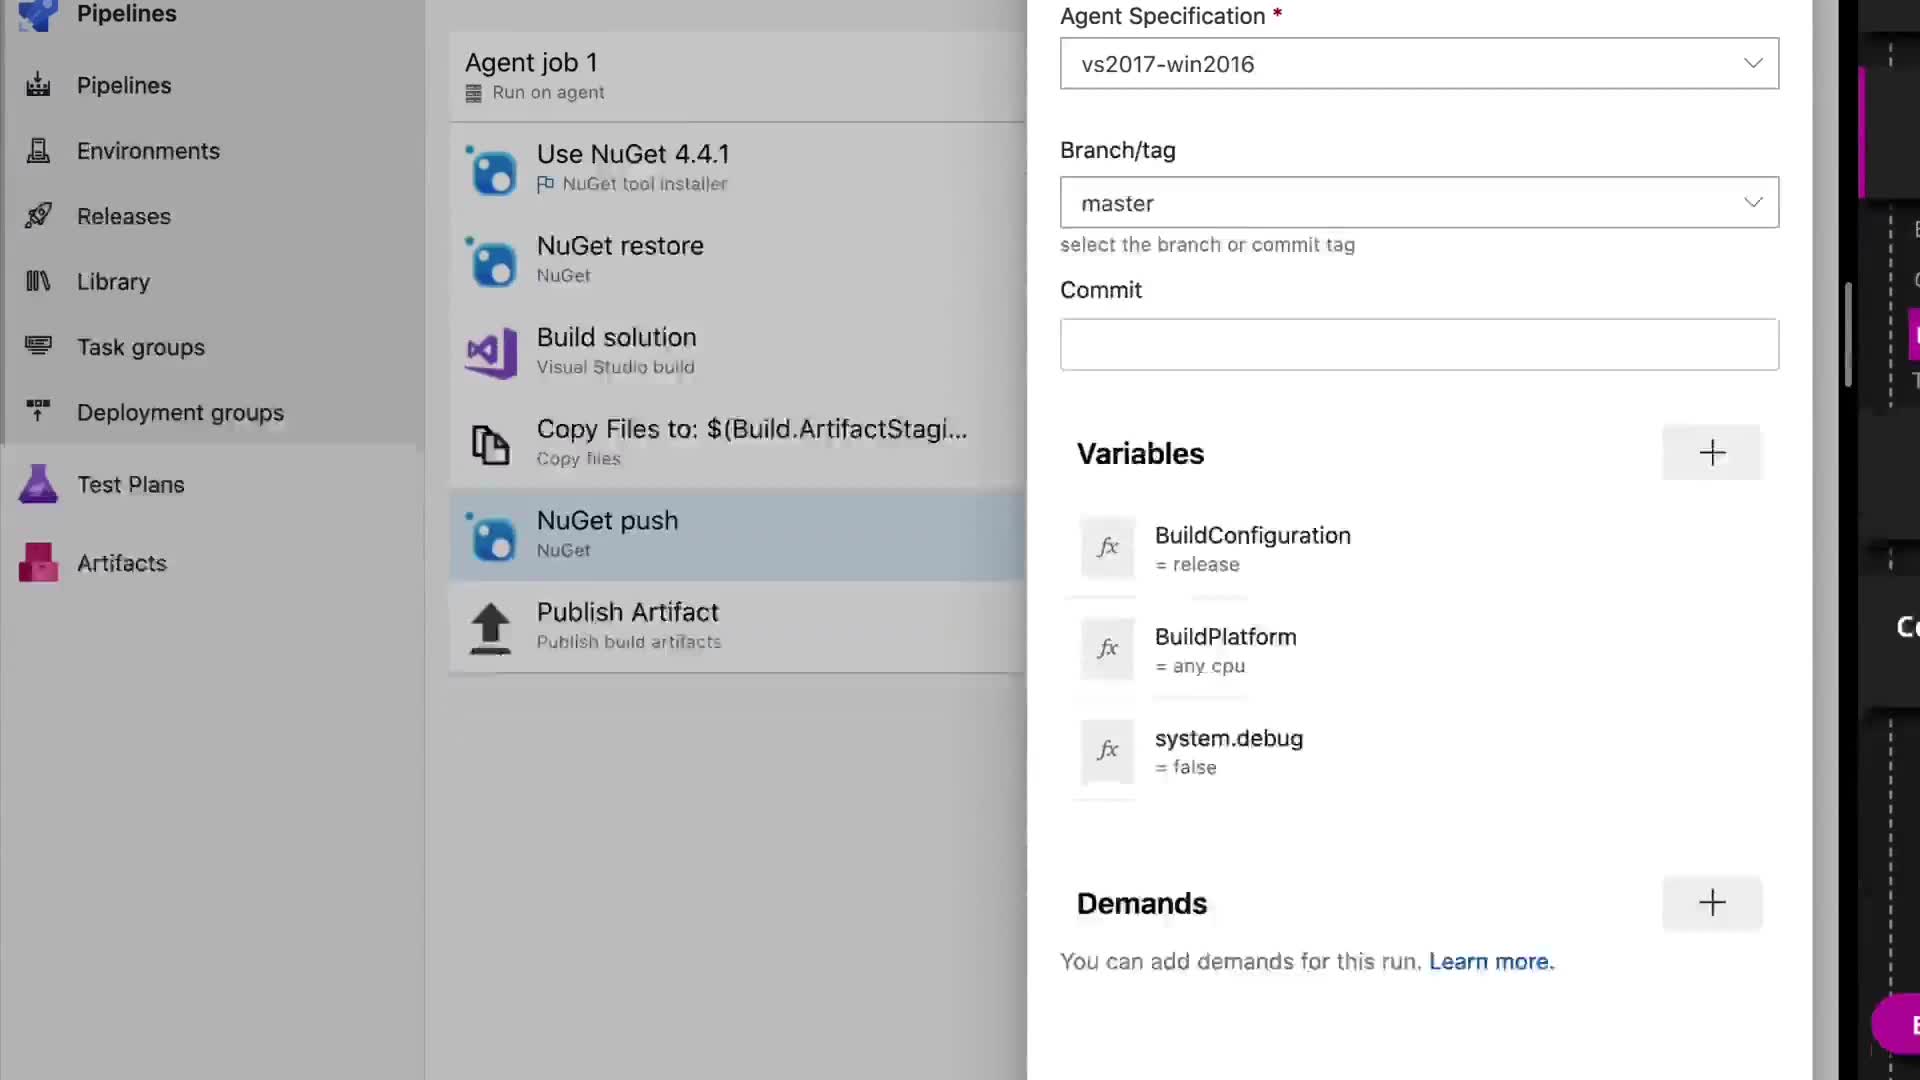 Pipelines
Pipelines
Environments
Releases
Library
Task groups
Deployment groups
Test Plans
Artifacts
Agent job 1
Run on agent
Use NuGet 4.4.1
NuGet tool installer
NuGet restore
NuGet
Build solution
Visual Studio build
Copy Files to: $(Build.ArtifactStagi...
Copy files
NuGet push
NuGet
Publish Artifact
Publish build artifacts
Agent Specification *
vs2017-win2016
Branch/tag
master
select the branch or commit tag
Commit
Variables
fx
BuildConfiguration
= release
fx
BuildPlatform
= any cpu
fx
system.debug
= false
Demands
You can add demands for this run. Learn more.